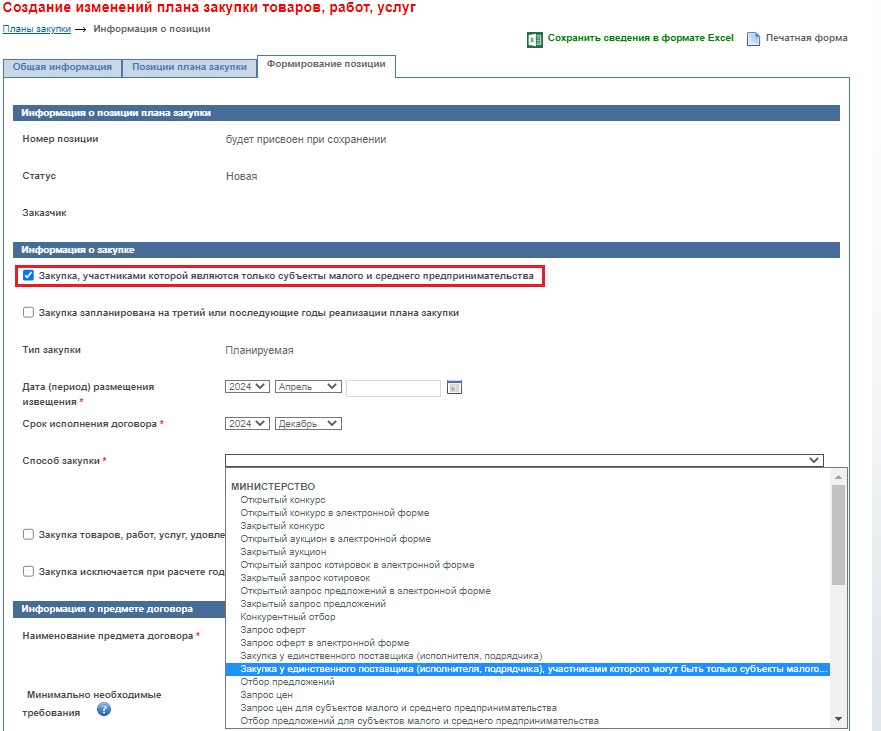 Создание изменений плана закупки товаров, работ, услуг
Планы закупки → Информация о позиции
Сохранить сведения в формате Excel Печатная форма
Общая информация Позиции плана закупки Формирование позиции
Информация о позиции плана закупки
Номер позиции будет присвоен при сохранении
Статус Новая
Заказчик
Информация о закупке
Закупка, участниками которой являются только субъекты малого и среднего предпринимательства
Закупка запланирована на третий или последующие годы реализации плана закупки
Тип закупки Планируемая
Дата (период) размещения
извещения * 2024 Апрель
Срок исполнения договора * 2024 Декабрь
Способ закупки *
МИНИСТЕРСТВО
Открытый конкурс
Открытый конкурс в электронной форме
Закрытый конкурс
Открытый аукцион в электронной форме
Закрытый аукцион
Открытый запрос котировок в электронной форме
Закрытый запрос котировок
Открытый запрос предложений в электронной форме
Закрытый запрос предложений
Конкурентный отбор
Запрос оферт
Запрос оферт в электронной форме
Закупка у единственного поставщика (исполнителя, подрядчика)
Закупка у единственного поставщика (исполнителя, подрядчика), участниками которого могут быть только субъекты малого...
Отбор предложений
Запрос цен
Запрос цен для субъектов малого и среднего предпринимательства
Отбор предложений для субъектов малого и среднего предпринимательства
Закупка товаров, работ, услуг, удовле
Закупка исключается при расчете год
Информация о предмете договора
Наименование предмета договора *
Минимально необходимые
требования ?